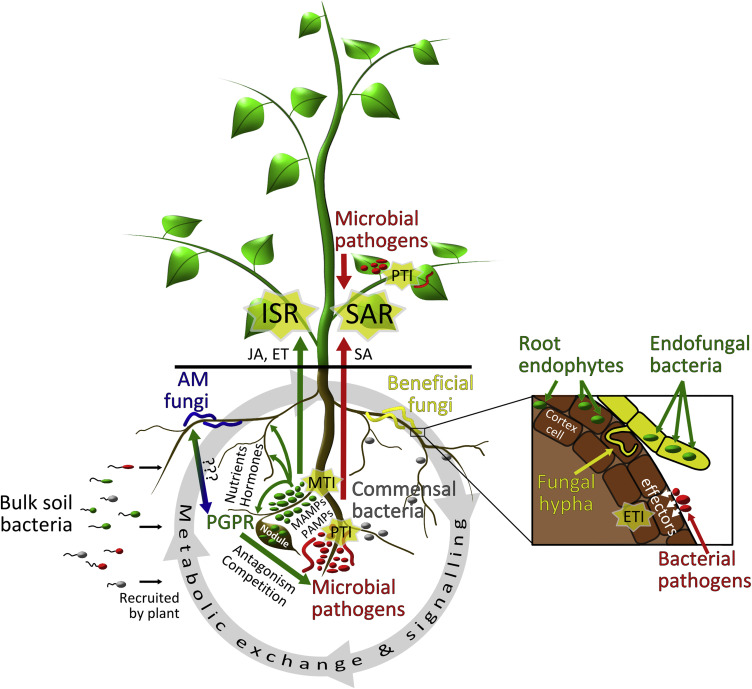 Microbial
pathogens
PTI
ISR
SAR
JA, ET
SA
AM
fungi
Beneficial
fungi
???
Nutrients
Hormones
MTI
MAMPs
PAMPs
Commensal
bacteria
Bulk soil
bacteria
PGPR
Nodule
PTI
Antagonism
Competition
Microbial
pathogens
Recruited
by plant
Metabolic exchange & signalling
Root
endophytes
Endofungal
bacteria
Cortex
cell
Fungal
hypha
effectors
ETI
Bacterial
pathogens